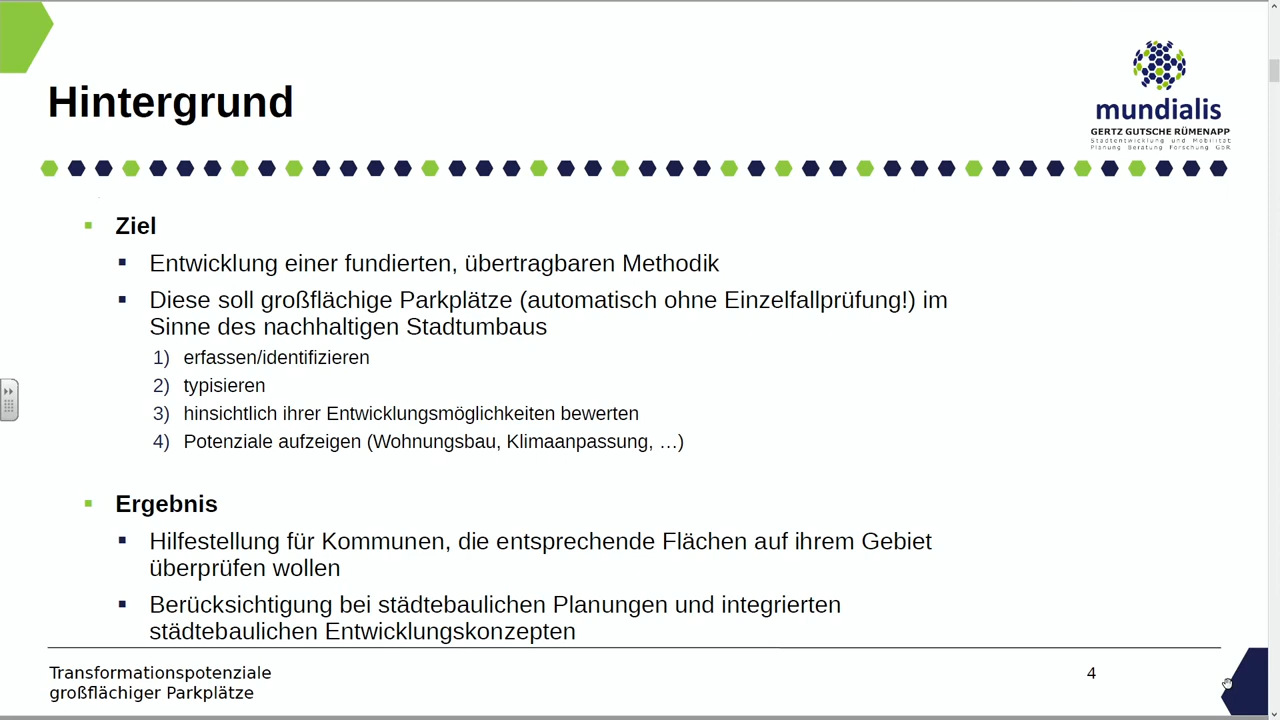 Hintergrund
mundialis
GERTZ GUTSCHE RÜMENAPP
Stadtentwicklung und Mobilität
Planung Beratung Forschung GbR
Ziel
Entwicklung einer fundierten, übertragbaren Methodik
Diese soll großflächige Parkplätze (automatisch ohne Einzelfallprüfung!) im
Sinne des nachhaltigen Stadtumbaus
1) erfassen/identifizieren
2) typisieren
3) hinsichtlich ihrer Entwicklungsmöglichkeiten bewerten
4) Potenziale aufzeigen (Wohnungsbau, Klimaanpassung, …)
Ergebnis
Hilfestellung für Kommunen, die entsprechende Flächen auf ihrem Gebiet
überprüfen wollen
Berücksichtigung bei städtebaulichen Planungen und integrierten
städtebaulichen Entwicklungskonzepten
Transformationspotenziale
großflächiger Parkplätze
4